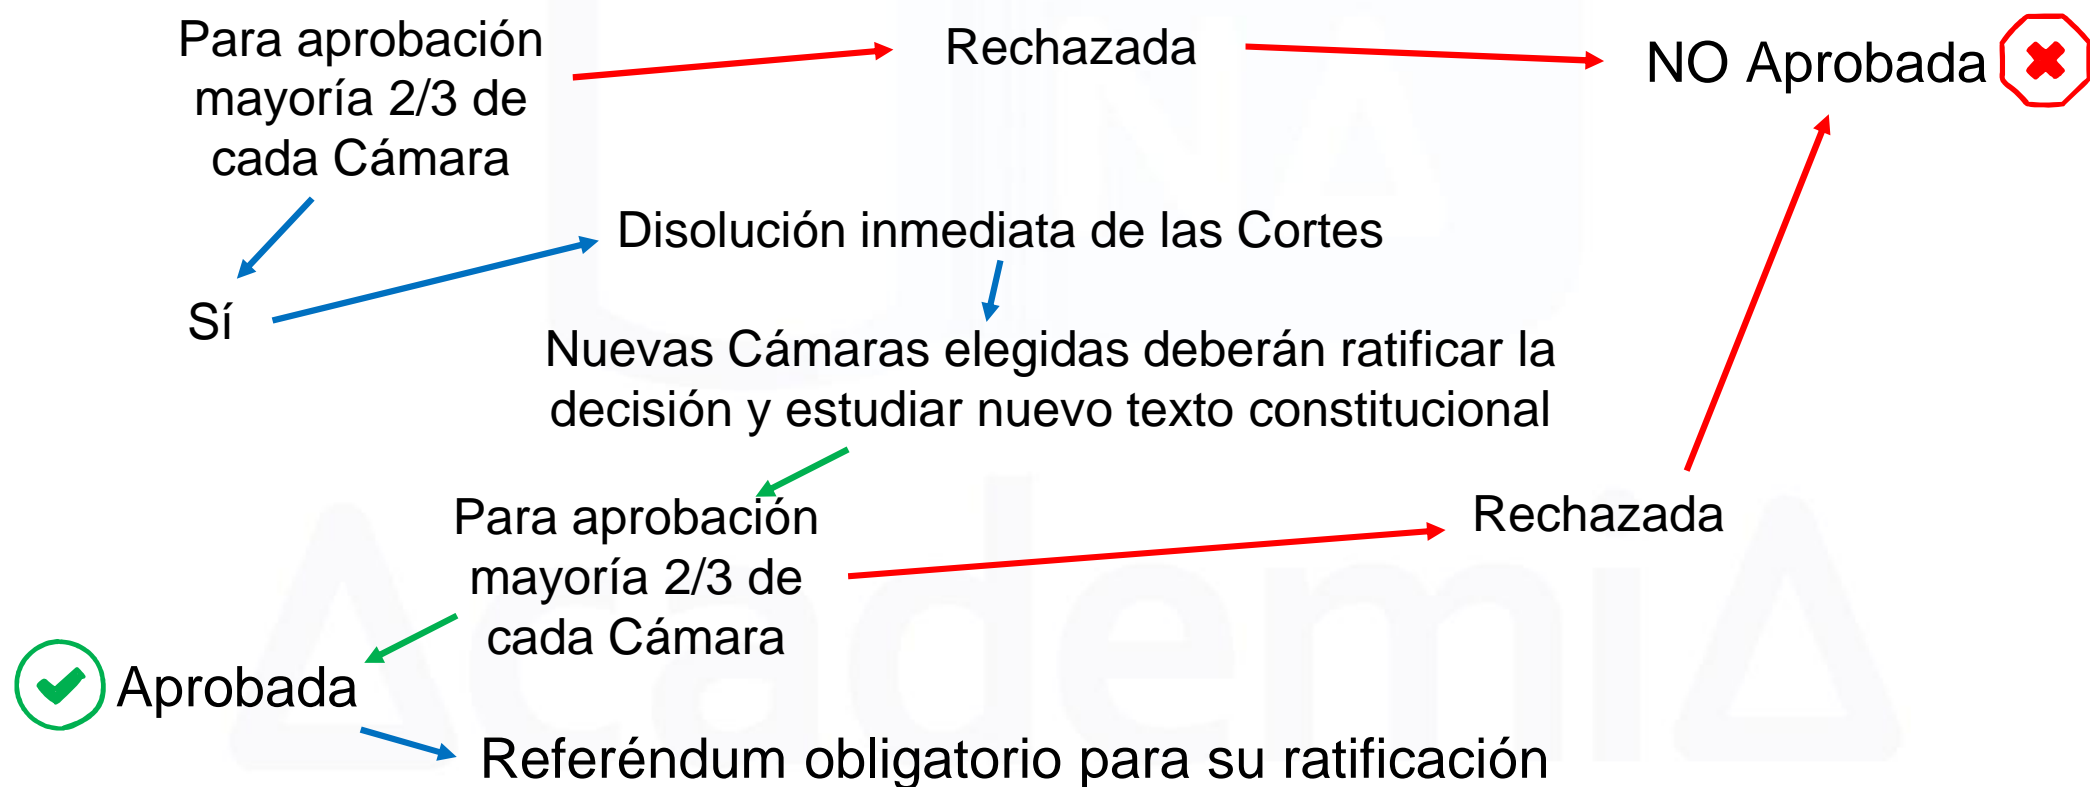 Para aprobación
mayoría 2/3 de
cada Cámara
Rechazada
NO Aprobada
Disolución inmediata de las Cortes
Sí
Nuevas Cámaras elegidas deberán ratificar la
decisión y estudiar nuevo texto constitucional
Para aprobación
mayoría 2/3 de
cada Cámara
Rechazada
Aprobada
Referéndum obligatorio para su ratificación
AcademiA